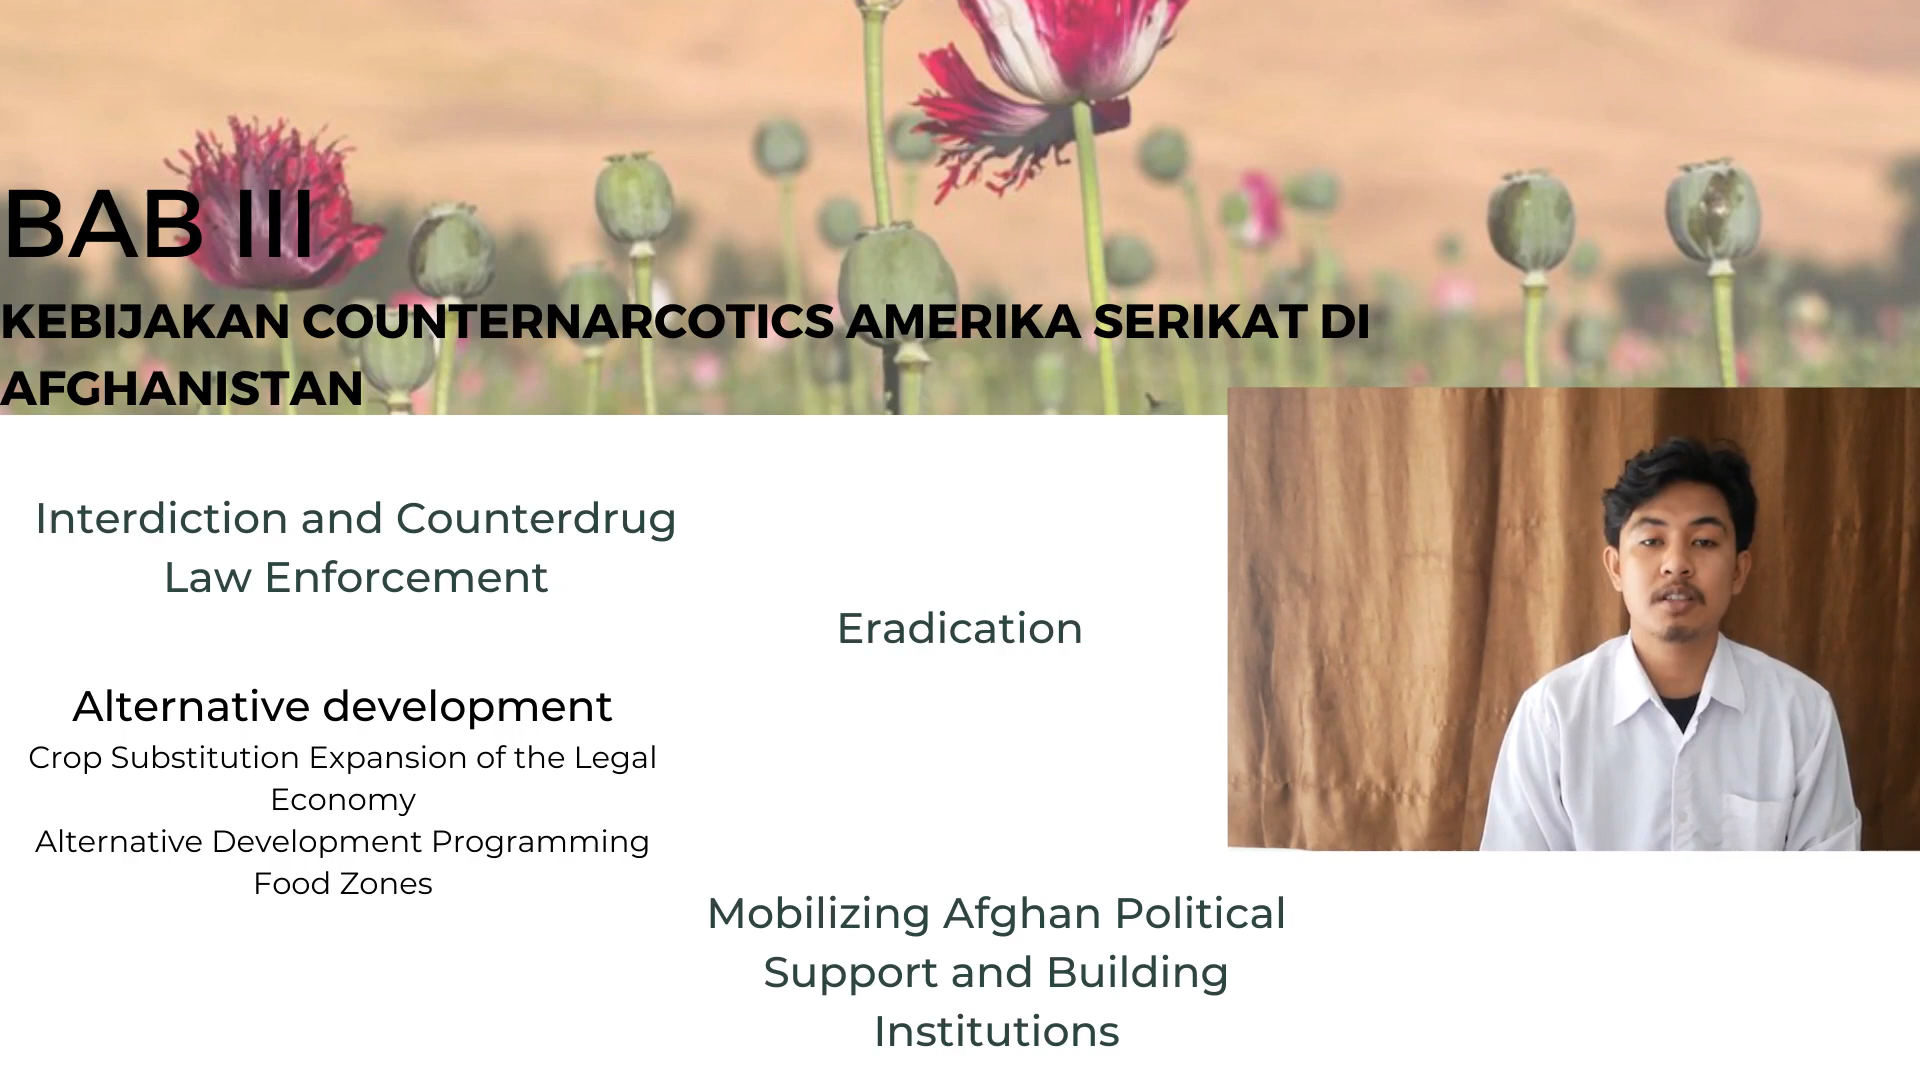 BAB III
KEBIJAKAN COUNTERNARCOTICS AMERIKA SERIKAT DI
AFGHANISTAN
Interdiction and Counterdrug
Law Enforcement
Eradication
Alternative development
Crop Substitution Expansion of the Legal
Economy
Alternative Development Programming
Food Zones
Mobilizing Afghan Political
Support and Building
Institutions